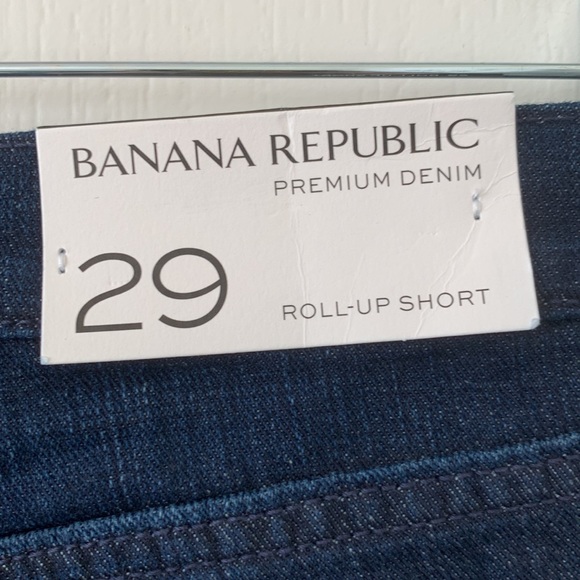 BANANA REPUBLIC
PREMIUM DENIM
29
ROLL-UP SHORT